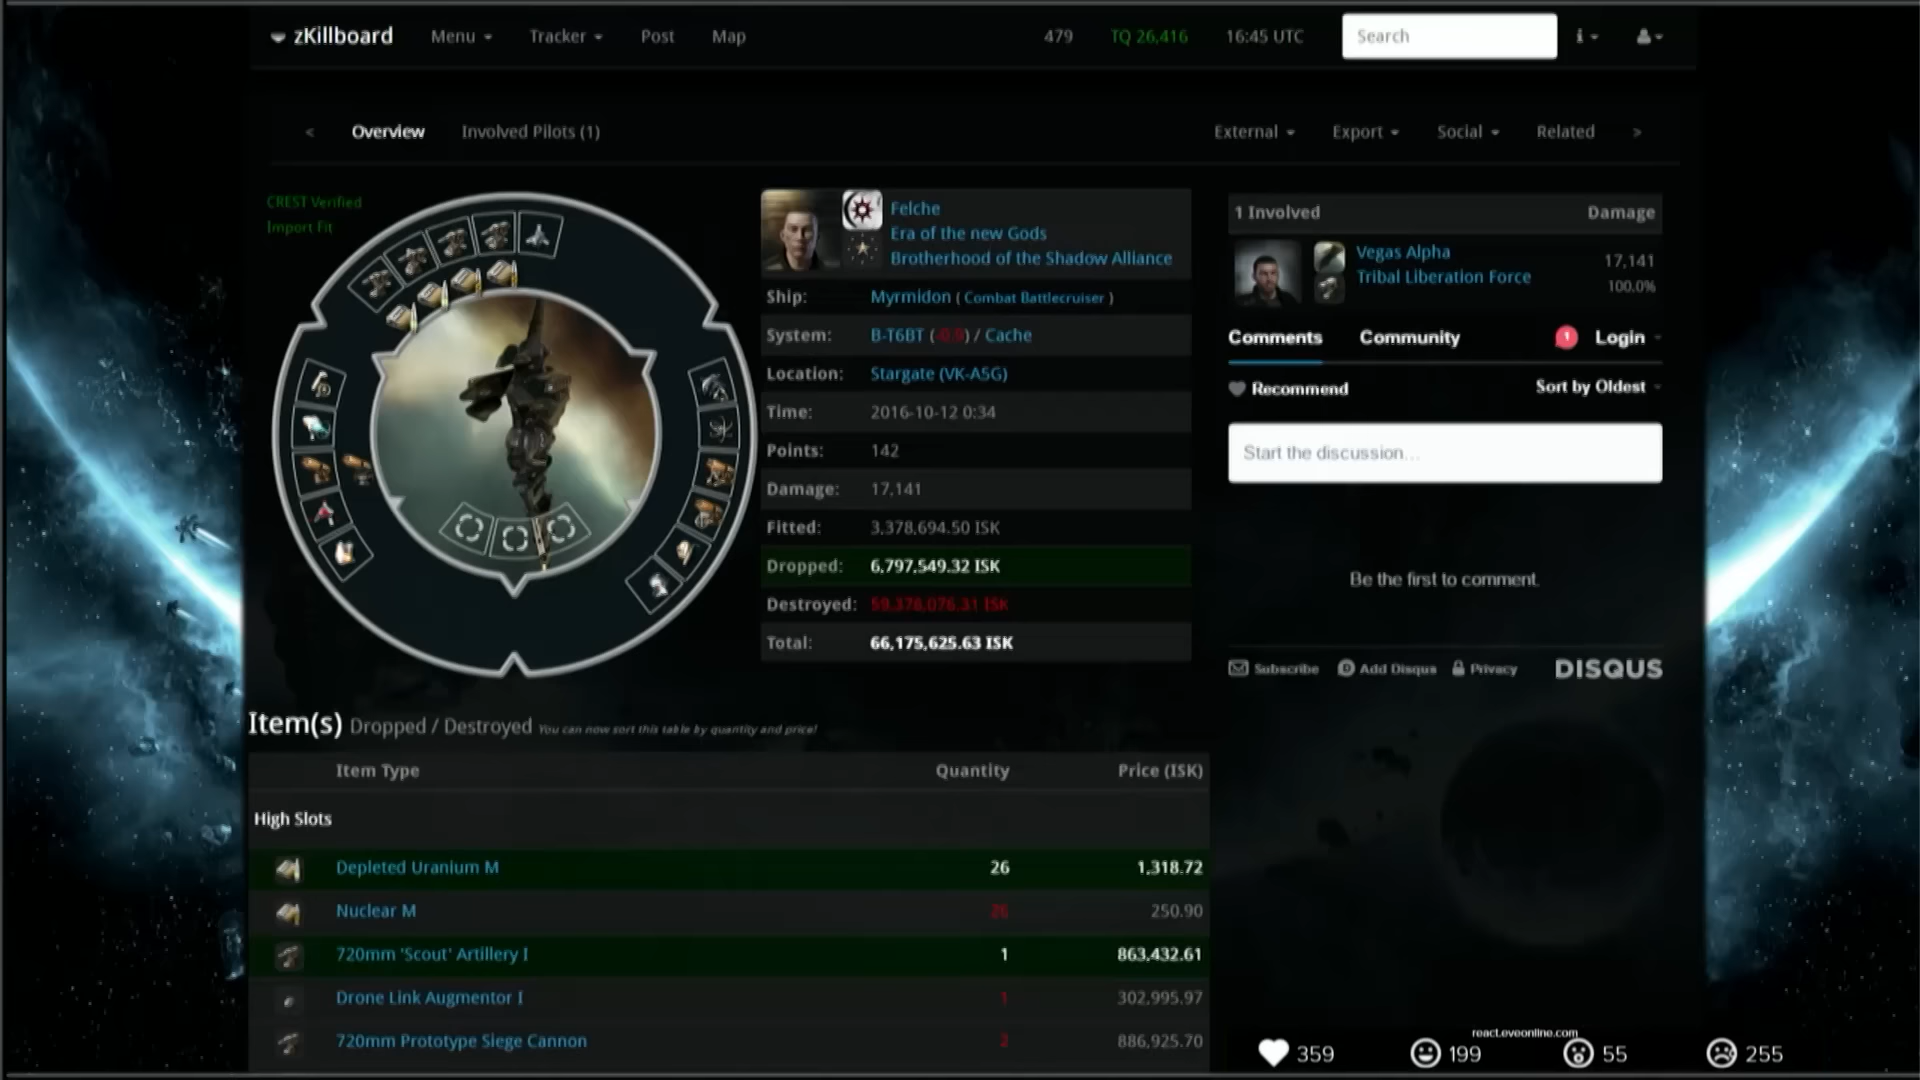 zKillboard Menu Tracker Post Map 479 TQ 26,416 16:45 UTC Search
< Overview Involved Pilots (1) External Export Social Related >
CREST Verified
Import Fit
Felche
Era of the new Gods
Brotherhood of the Shadow Alliance
Ship: Myrmidon ( Combat Battlecruiser )
System: B-T6BT (-0.9) / Cache
Location: Stargate (VK-A5G)
Time: 2016-10-12 0:34
Points: 142
Damage: 17,141
Fitted: 3,378,694.50 ISK
Dropped: 6,797,549.32 ISK
Destroyed: 59,378,076.31 ISK
Total: 66,175,625.63 ISK
1 Involved Damage
Vegas Alpha 17,141
Tribal Liberation Force 100.0%
Comments Community 1 Login
Recommend Sort by Oldest
Start the discussion...
Be the first to comment.
Subscribe Add Disqus Privacy DISQUS
Item(s) Dropped / Destroyed You can now sort this table by quantity and price!
Item Type Quantity Price (ISK)
High Slots
Depleted Uranium M 26 1,318.72
Nuclear M 26 250.90
720mm 'Scout' Artillery I 1 863,432.61
Drone Link Augmentor I 1 302,995.97
720mm Prototype Siege Cannon 2 886,925.70
react.eveonline.com
359 199 55 255